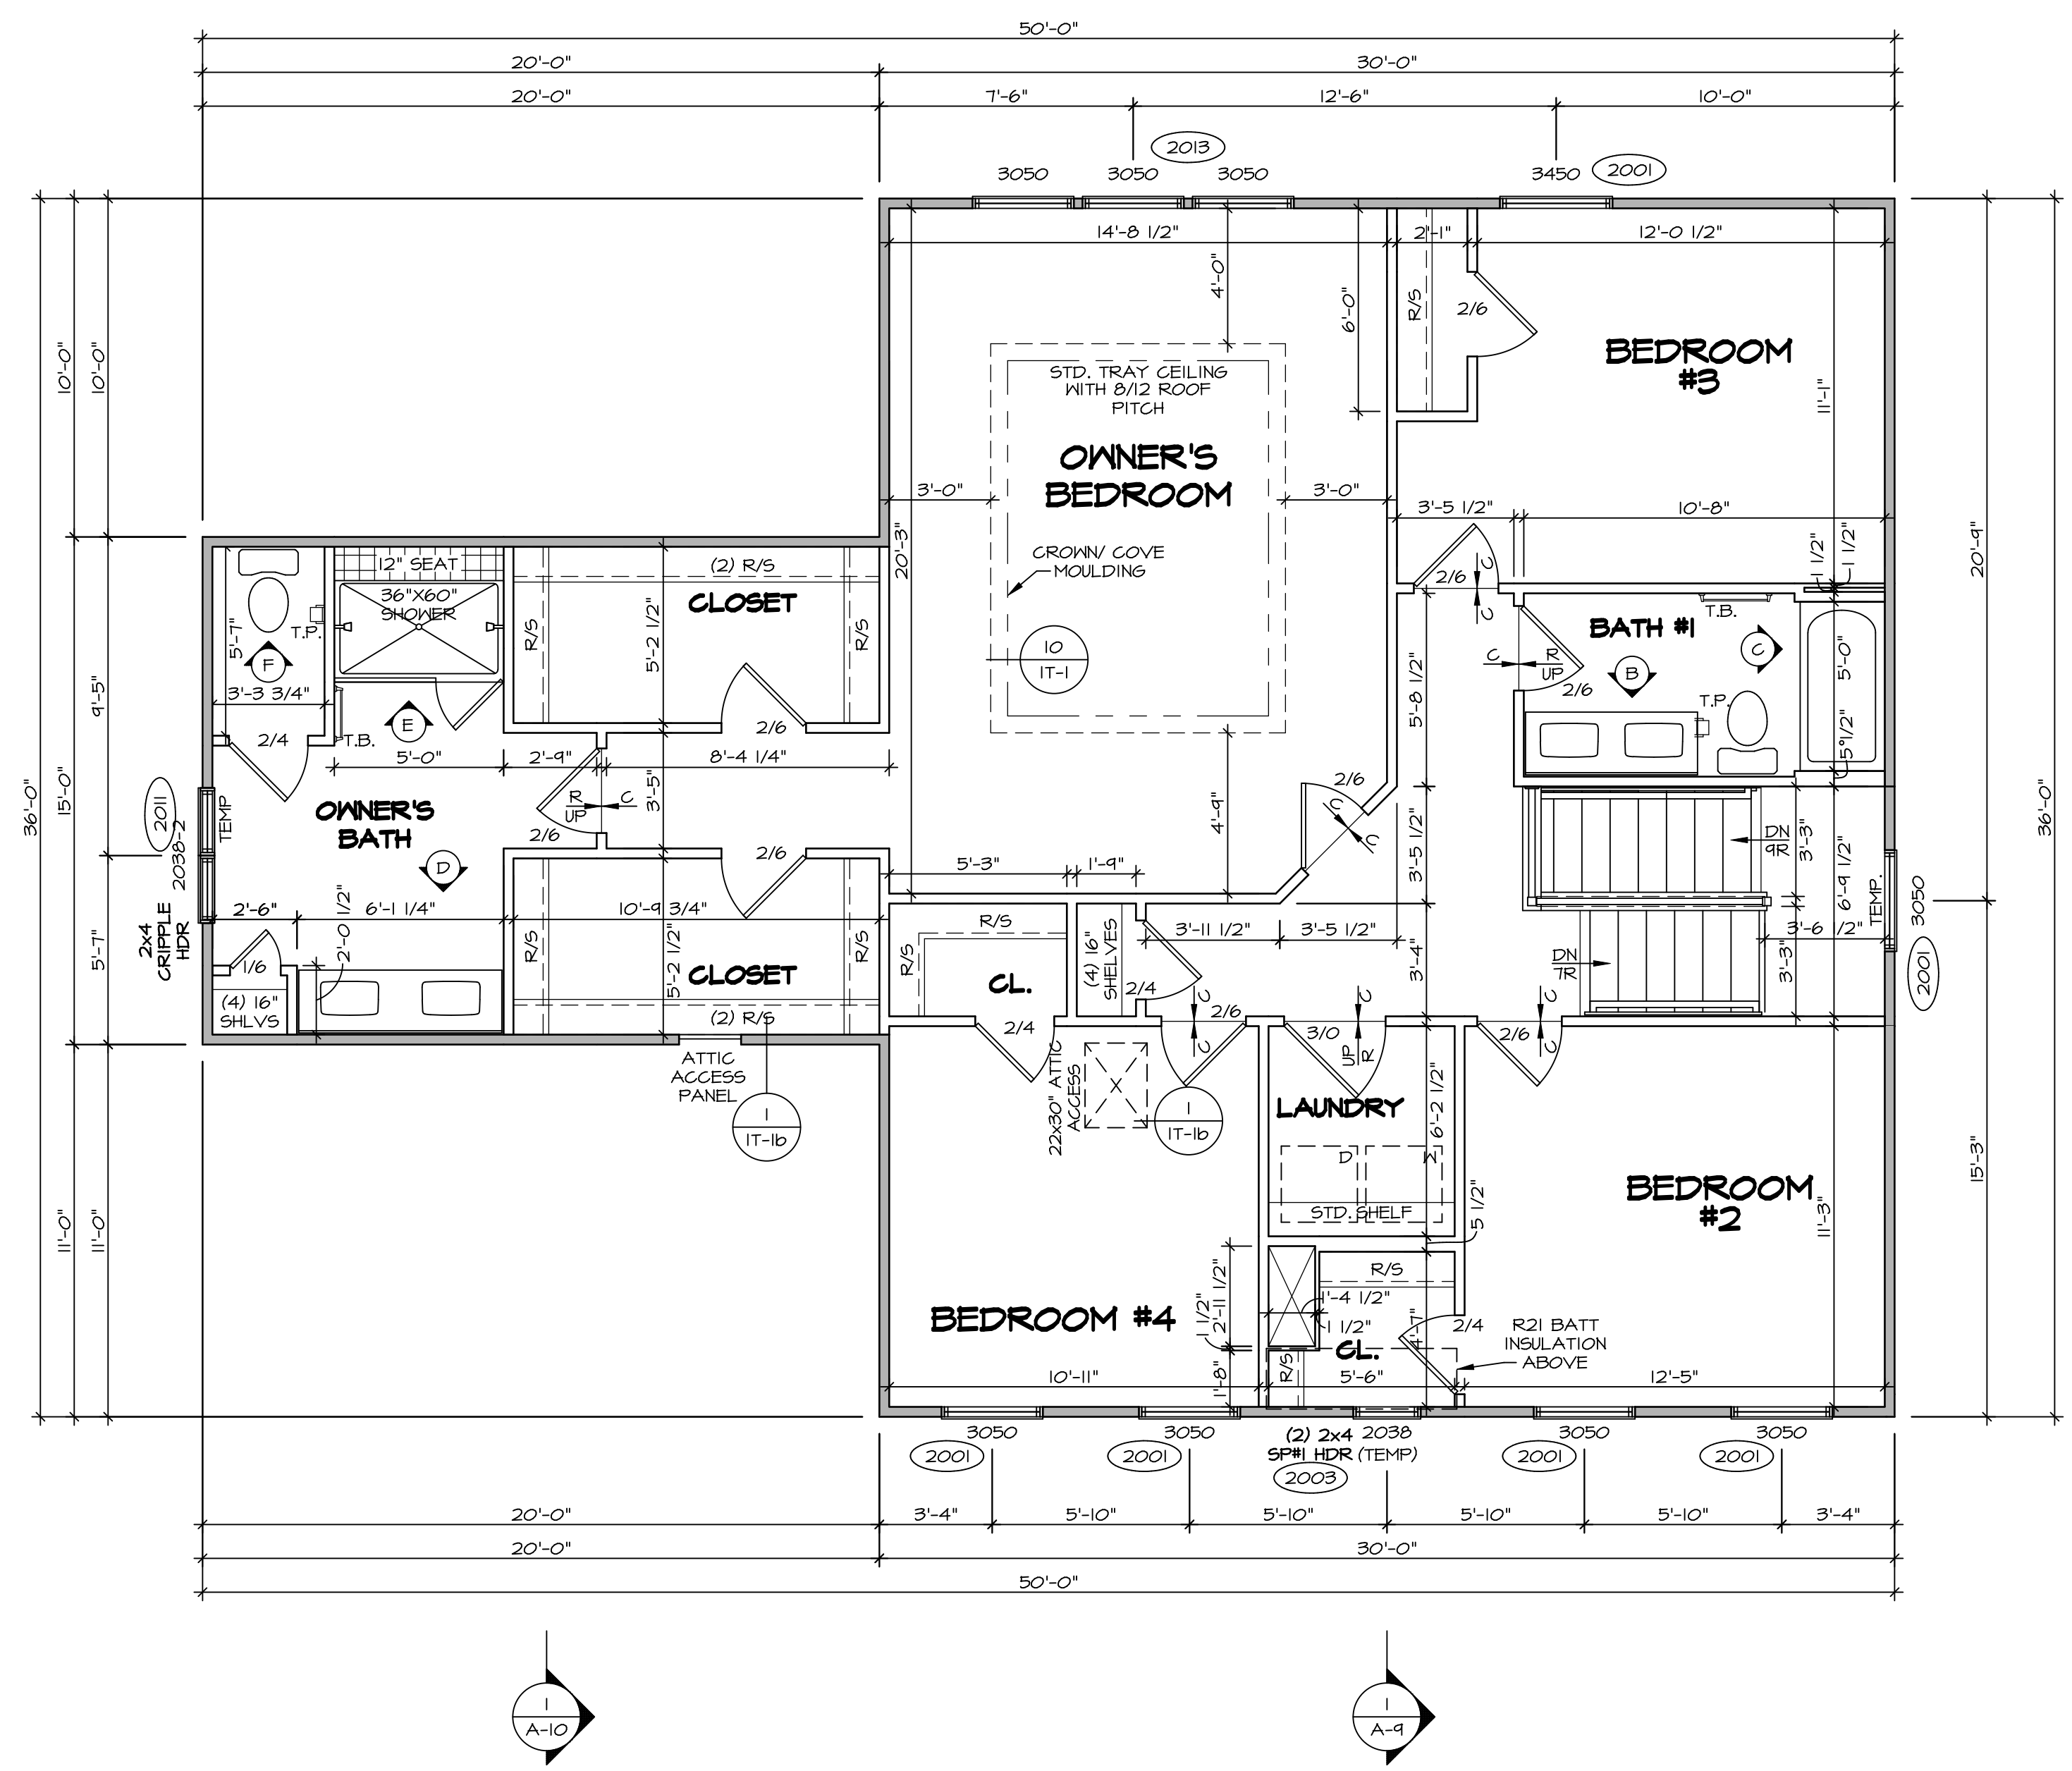 50'-0"
20'-0" 30'-0"
20'-0" 7'-6" 12'-6" 10'-0"
2013
3050 3050 3050 3450 2001
14'-8 1/2" 2'-1" 12'-0 1/2"
4'-0"
6'-0"
R/S
2/6
BEDROOM
#3
11'-1"
10'-0"
10'-0"
STD. TRAY CEILING
WITH 8/12 ROOF
PITCH
OWNER'S
BEDROOM
3'-0" 3'-0"
3'-5 1/2" 10'-8"
20'-3"
20'-9"
CROWN/ COVE
MOULDING
10
IT-1
12" SEAT
36"X60"
SHOWER
T.P.
5'-7"
F
3'-3 3/4"
E
2/4
T.B.
5'-0" 2'-9" 8'-4 1/4"
(2) R/S
CLOSET
R/S
R/S
5'-2 1/2"
2/6
2/6
C
C
1 1/2"
1 1/2"
T.B.
BATH #1
C
B
C R
UP
2/6
T.P.
5'-0"
5 1/2"
5'-8 1/2"
9'-5"
15'-0"
36'-0"
36'-0"
2011
2038-2
TEMP
2x4
CRIPPLE
HDR
OWNER'S
BATH
D
R C
UP
2/6
3'-5"
2/6
4'-9"
2/6
C
C
3'-5 1/2"
DN
9R
3'-3"
6'-9 1/2"
TEMP.
3050
2001
5'-3" 1'-9"
2'-6" 6'-1 1/4" 10'-9 3/4"
2'-0 1/2"
3'-11 1/2" 3'-5 1/2"
3'-6 1/2"
3'-4"
DN
7R
3'-3"
5'-7"
1/6
(4) 16"
SHLVS
R/S
R/S
CLOSET
5'-2 1/2"
(2) R/S
R/S
R/S
CL.
(4) 16"
SHELVES
2/4
2/4
C
2/6
C
C
3/0
UP
R
C
2/6
C
ATTIC
ACCESS
PANEL
1
IT-1b
22x30" ATTIC
ACCESS
1
IT-1b
LAUNDRY
6'-2 1/2"
D W
STD. SHELF
5 1/2"
BEDROOM
#2
11'-3"
15'-3"
11'-0"
11'-0"
BEDROOM #4
1 1/2"
2'-11 1/2"
R/S
1'-4 1/2"
1 1/2"
CL.
4'-7"
2/4
R21 BATT
INSULATION
ABOVE
1'-8"
R/S
10'-11" 5'-6" 12'-5"
3050 3050 (2) 2x4 2038 3050 3050
2001 2001 SP#1 HDR (TEMP) 2001 2001
2003
20'-0" 3'-4" 5'-10" 5'-10" 5'-10" 5'-10" 3'-4"
20'-0" 30'-0"
50'-0"
1
A-10
1
A-9